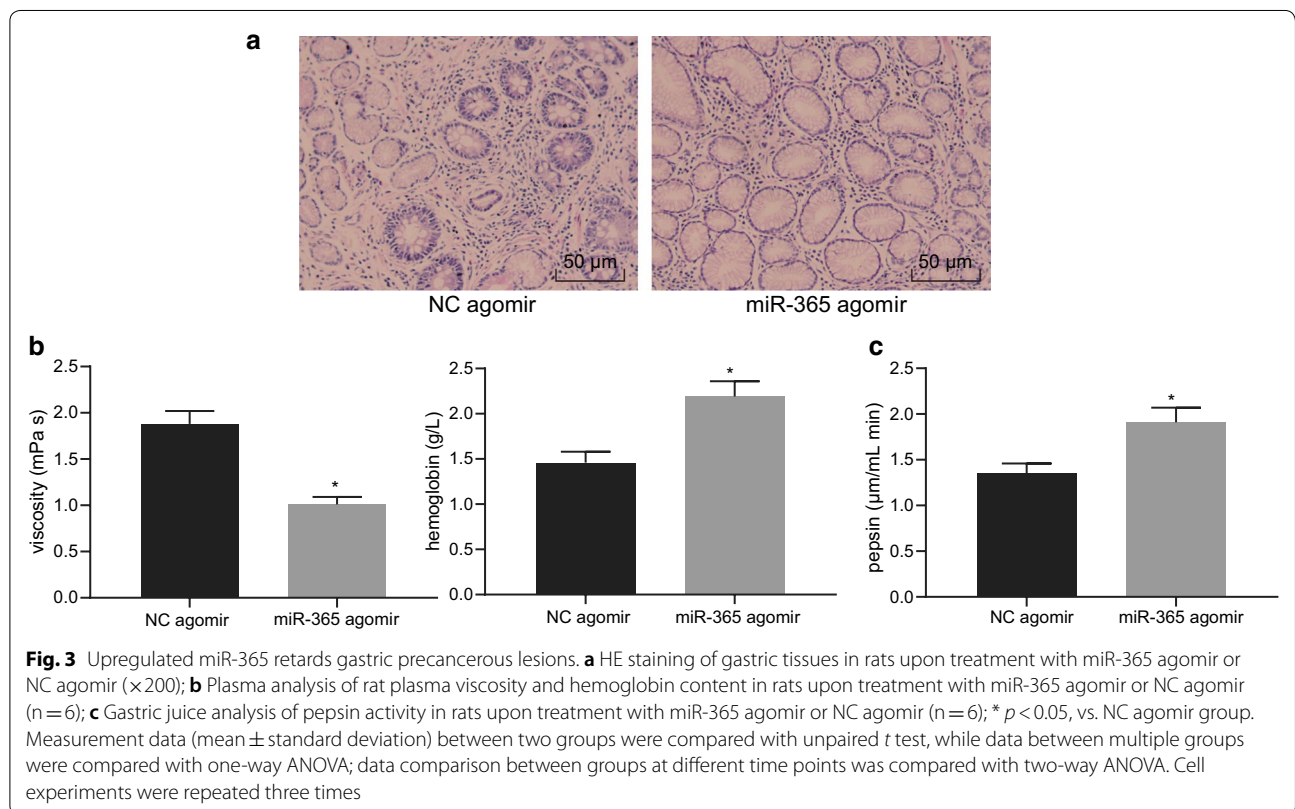 a
50 µm
50 µm
NC agomir
miR-365 agomir
b
viscosity (mPa s)
2.5
2.0
1.5
1.0
0.5
0.0
*
NC agomir
miR-365 agomir
hemoglobin (g/L)
2.5
2.0
1.5
1.0
0.5
0.0
*
NC agomir
miR-365 agomir
c
pepsin (µm/mL min)
2.5
2.0
1.5
1.0
0.5
0.0
*
NC agomir
miR-365 agomir
Fig. 3 Upregulated miR-365 retards gastric precancerous lesions. a HE staining of gastric tissues in rats upon treatment with miR-365 agomir or
NC agomir (×200); b Plasma analysis of rat plasma viscosity and hemoglobin content in rats upon treatment with miR-365 agomir or NC agomir
(n = 6); c Gastric juice analysis of pepsin activity in rats upon treatment with miR-365 agomir or NC agomir (n = 6); * p < 0.05, vs. NC agomir group.
Measurement data (mean ± standard deviation) between two groups were compared with unpaired t test, while data between multiple groups
were compared with one-way ANOVA; data comparison between groups at different time points was compared with two-way ANOVA. Cell
experiments were repeated three times